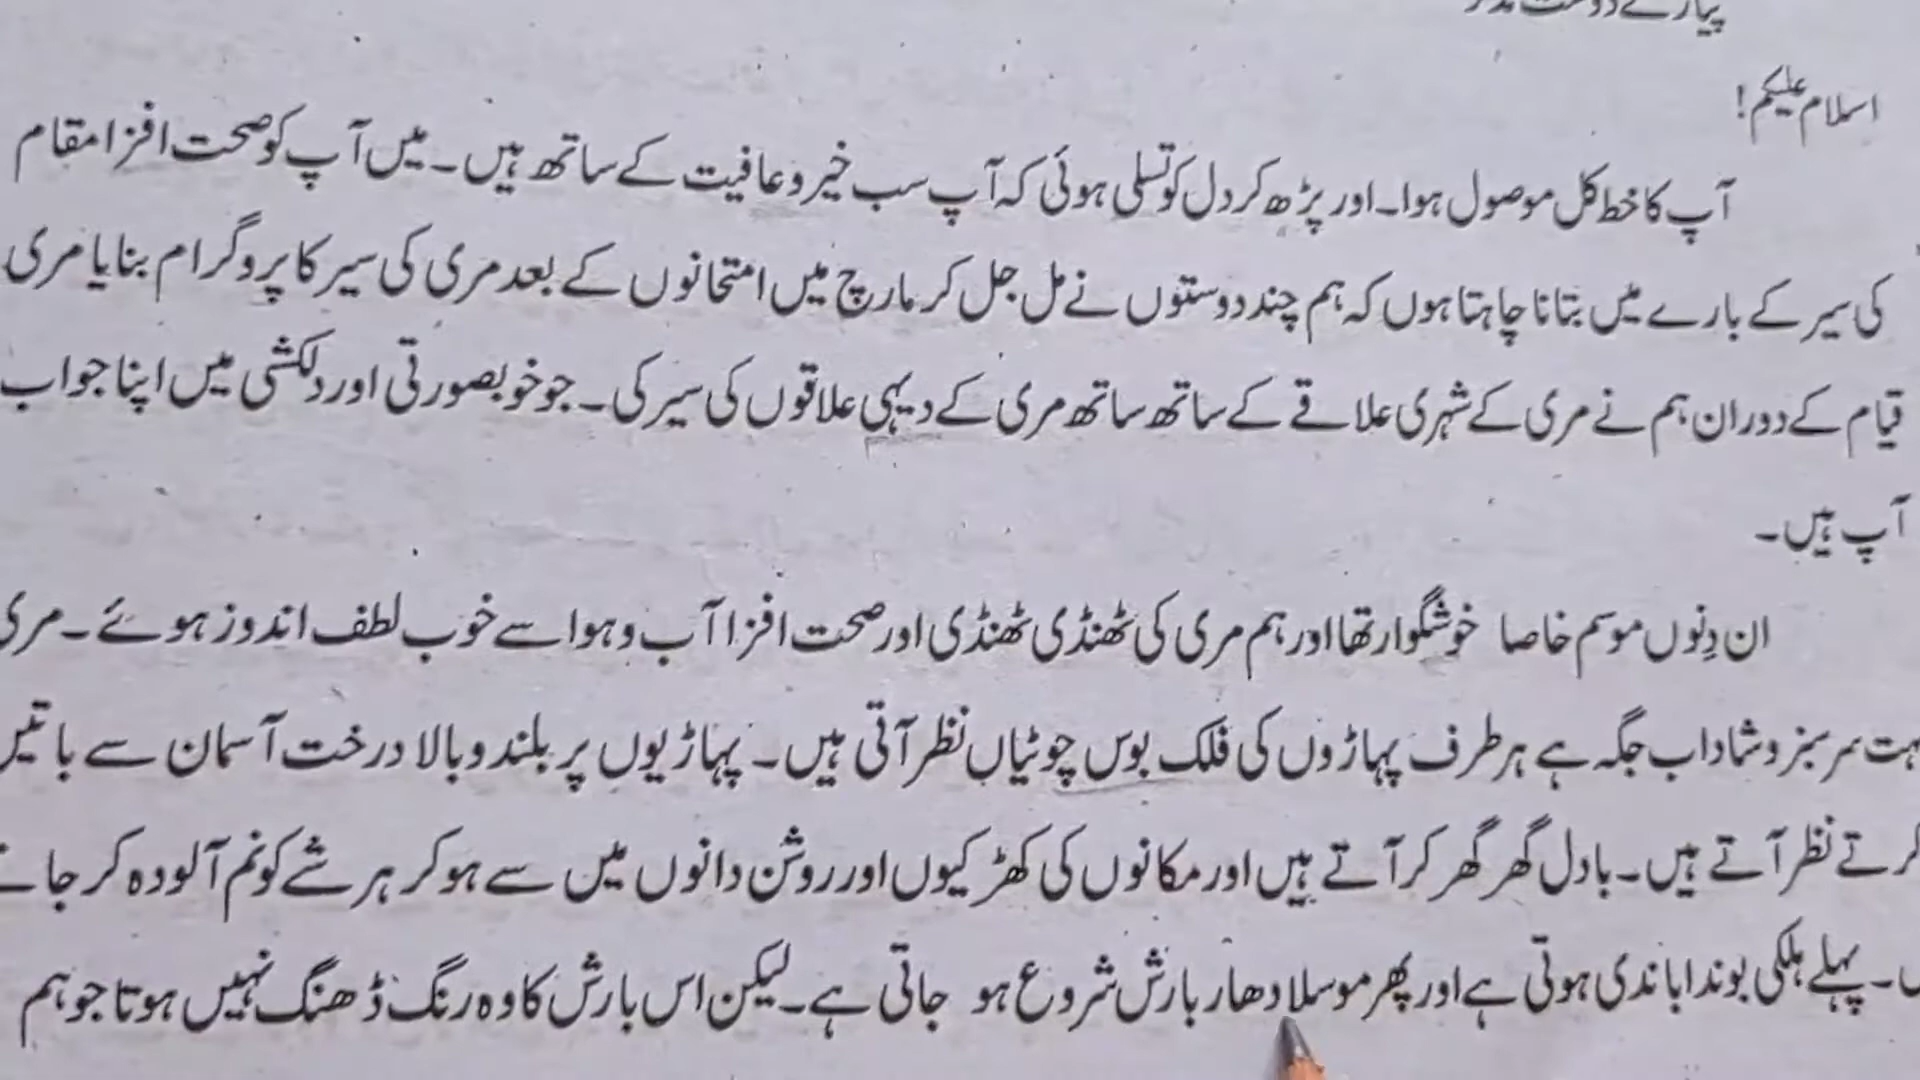 پیارے دوست
اسلام علیکم!
آپ کا خط کل موصول ہوا۔ اور پڑھ کر دل کو تسلی ہوئی کہ آپ سب خیر و عافیت کے ساتھ ہیں۔ میں آپ کو صحت افزا مقام
کی سیر کے بارے میں بتانا چاہتا ہوں کہ ہم چند دوستوں نے مل جل کر مارچ میں امتحانوں کے بعد مری کی سیر کا پروگرام بنایا مری
قیام کے دوران ہم نے مری کے شہری علاقے کے ساتھ ساتھ مری کے دیہی علاقوں کی سیر کی۔ جو خوبصورتی اور دلکشی میں اپنا جواب
آپ ہیں۔
ان دِنوں موسم خاصا خوشگوار تھا اور ہم مری کی ٹھنڈی ٹھنڈی اور صحت افزا آب و ہوا سے خوب لطف اندوز ہوئے۔ مری
سر سبز و شاداب جگہ ہے ہر طرف پہاڑوں کی فلک بوس چوٹیاں نظر آتی ہیں۔ پہاڑیوں پر بلند و بالا درخت آسمان سے باتیں
کرتے نظر آتے ہیں۔ بادل گھر گھر کر آتے ہیں اور مکانوں کی کھڑکیوں اور روشن دانوں میں سے ہو کر ہر شے کو نم آلودہ کر جاتے
۔ پہلے ہلکی بوندا باندی ہوتی ہے اور پھر موسلا دھار بارش شروع ہو جاتی ہے۔ لیکن اس بارش کا وہ رنگ ڈھنگ نہیں ہوتا جو ہم